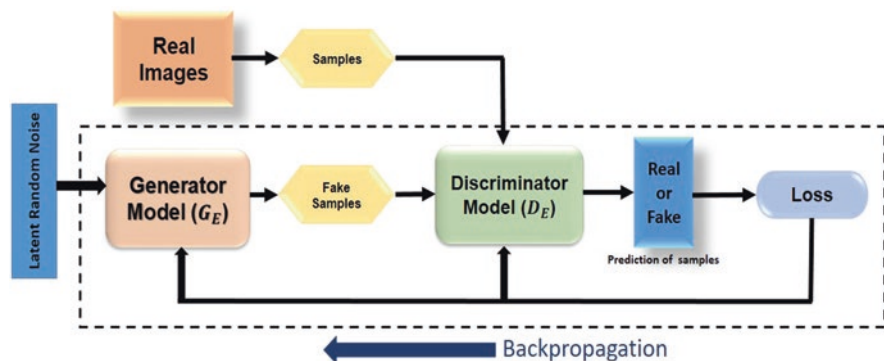 Real
Images
Samples
Latent Random Noise
Generator
Model (G_E)
Fake
Samples
Discriminator
Model (D_E)
Real
or
Fake
Prediction of samples
Loss
Backpropagation